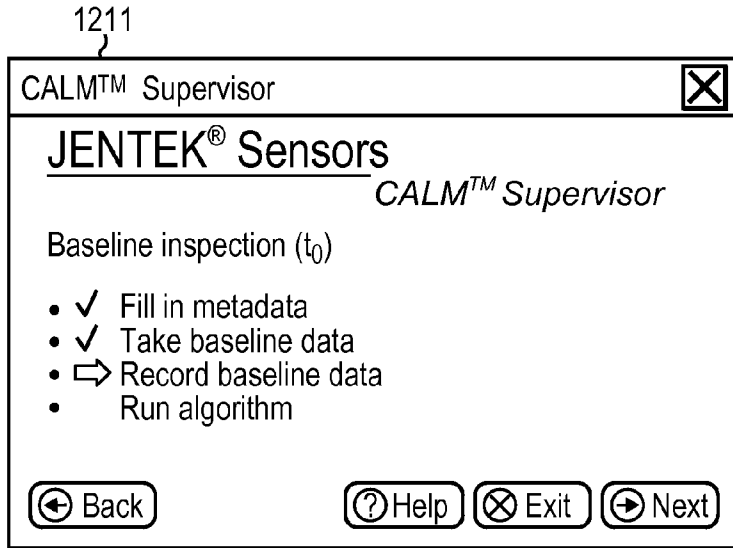 1211
CALM™ Supervisor
JENTEK® Sensors
CALM™ Supervisor
Baseline inspection (t₀)
• ✓ Fill in metadata
• ✓ Take baseline data
• ⇨ Record baseline data
• Run algorithm
Back Help Exit Next